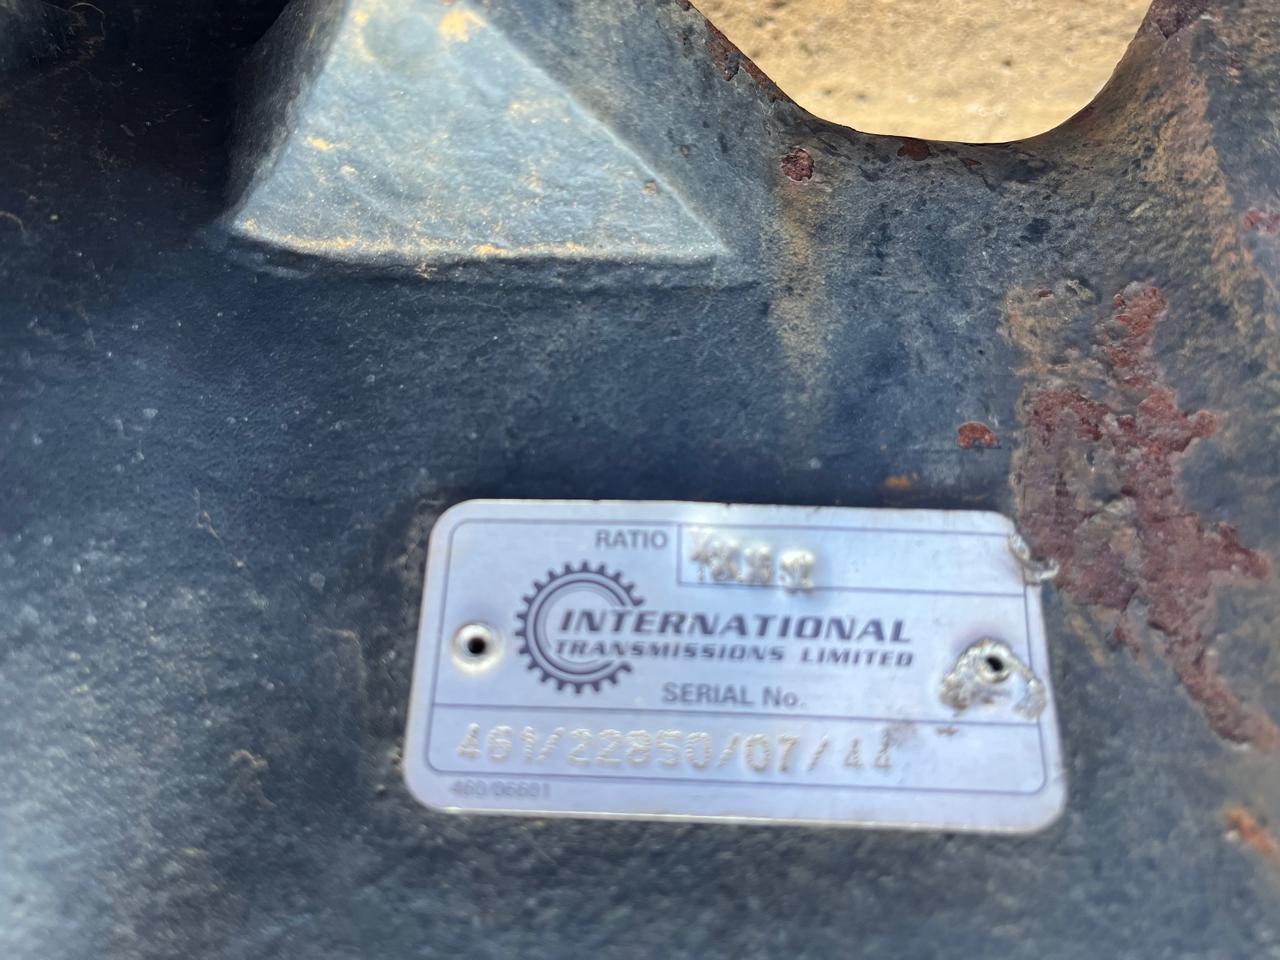 RATIO
INTERNATIONAL
TRANSMISSIONS LIMITED
SERIAL No.
461/22850/07/44
460/06681